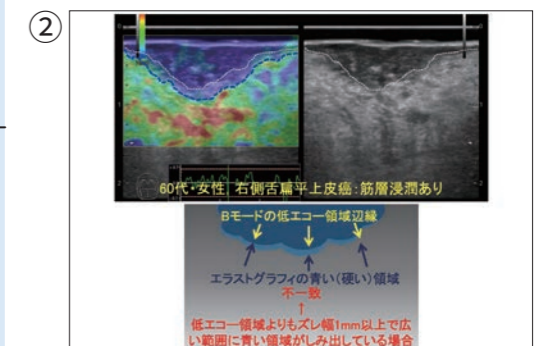 ②
60代・女性 右側舌扁平上皮癌：筋層浸潤あり
Bモードの低エコー領域辺縁
エラストグラフィの青い（硬い）領域
不一致
↑
低エコー領域よりもズレ幅1mm以上で広
い範囲に青い領域がしみ出している場合